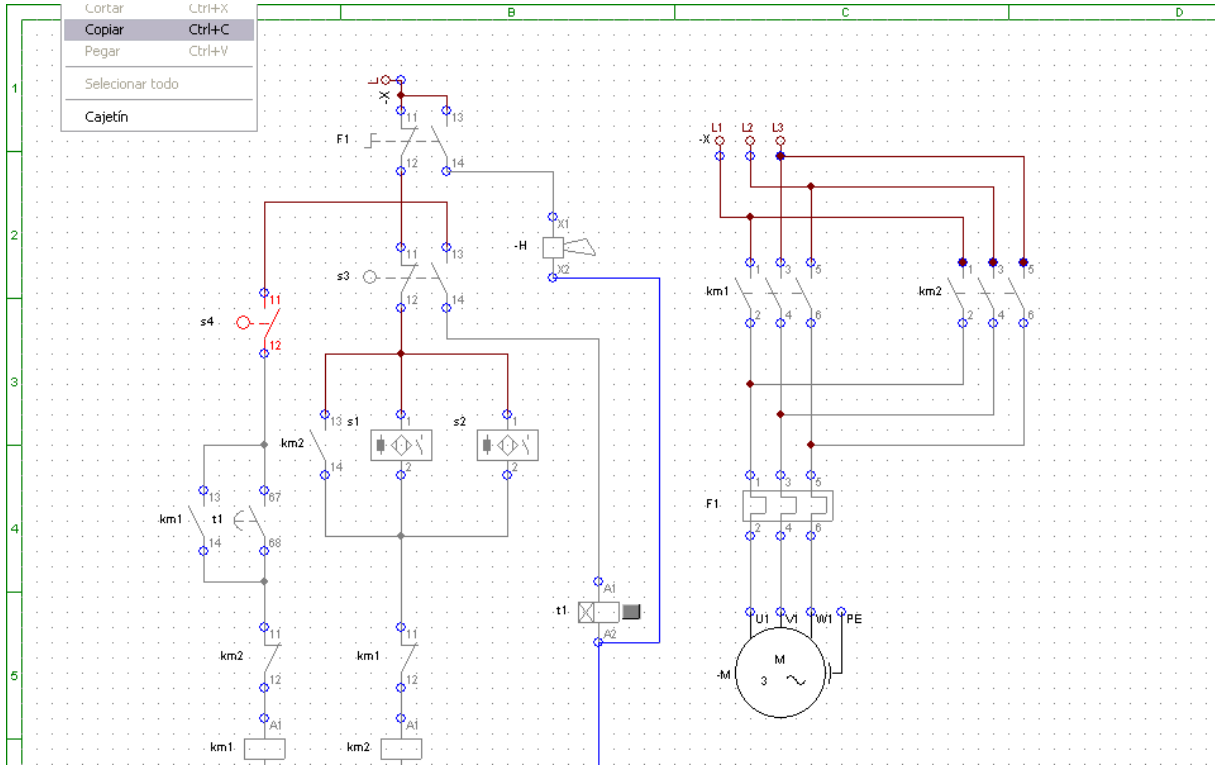 Cortar Ctrl+X
Copiar Ctrl+C
Pegar Ctrl+V
Selecionar todo
Cajetín
B C D
1
2
3
4
5
L
-X
11 13
F1
12 14
X1
-H
X2
11 13
s3
12 14
11
s4
12
13 s1 1 s2 1
km2
14 2 2
13 67
km1 t1
14 68
A1
t1
A2
11 11
km2 km1
12 12
A1 A1
km1 km2
L1 L2 L3
-X
1 3 5 1 3 5
km1 km2
2 4 6 2 4 6
1 3 5
F1
2 4 6
U1 V1 W1 PE
M
-M
3